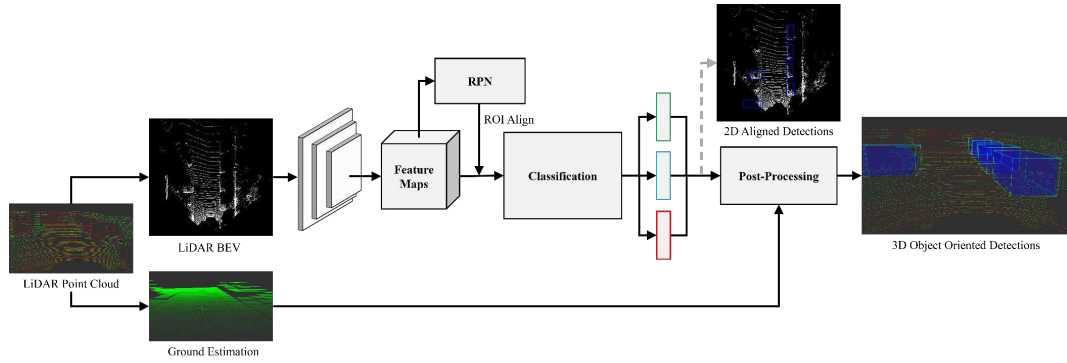 RPN
ROI Align
2D Aligned Detections
Feature
Maps
Classification
Post-Processing
LiDAR BEV
3D Object Oriented Detections
LiDAR Point Cloud
Ground Estimation